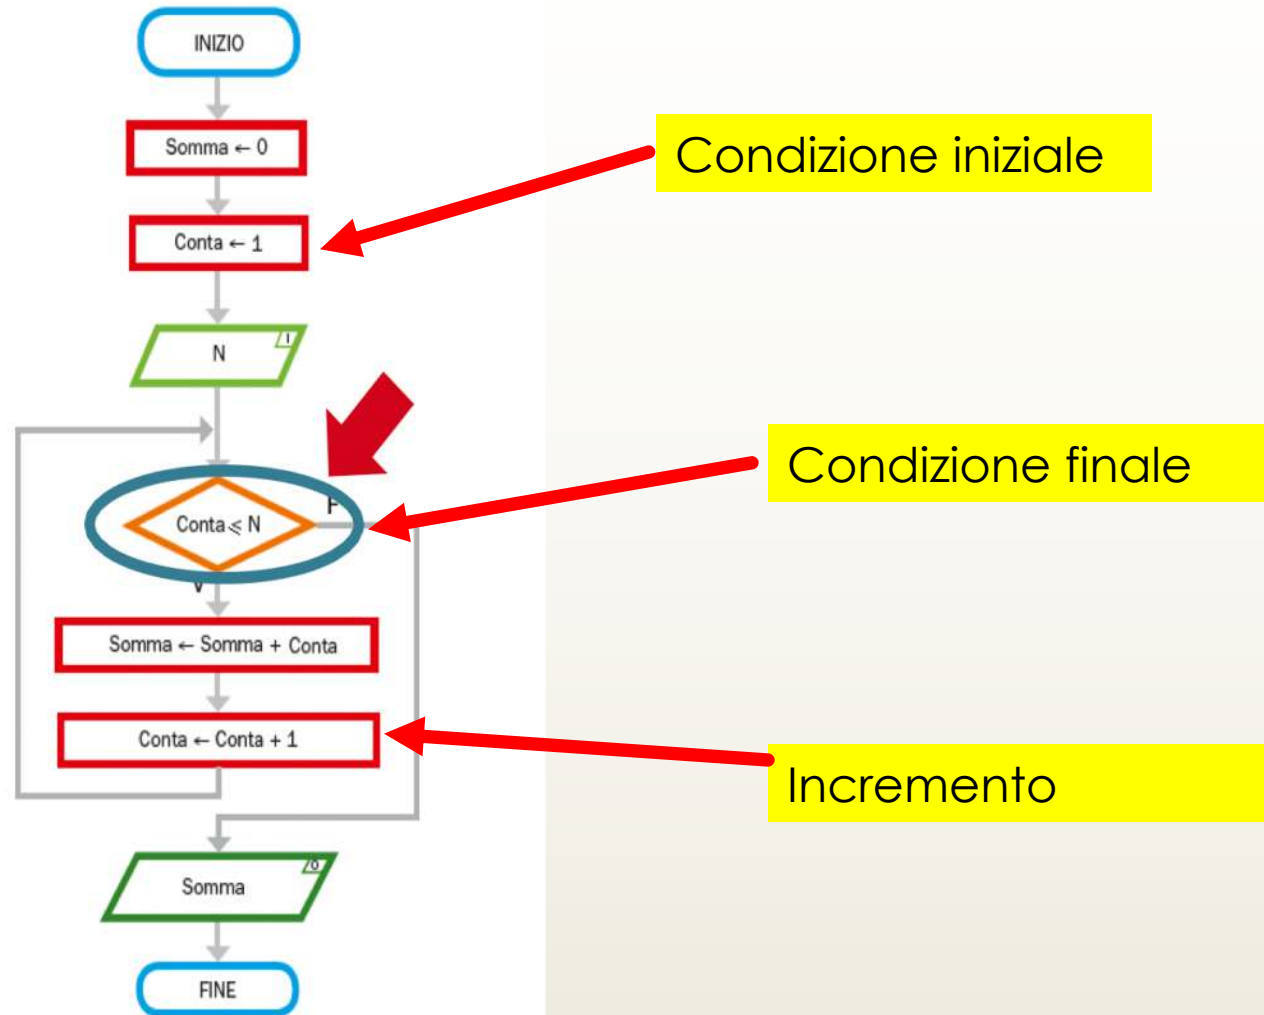 INIZIO
Somma ← 0
Condizione iniziale
Conta ← 1
I
N
Condizione finale
F
Conta ⩽ N
V
Somma ← Somma + Conta
Conta ← Conta + 1
Incremento
O
Somma
FINE